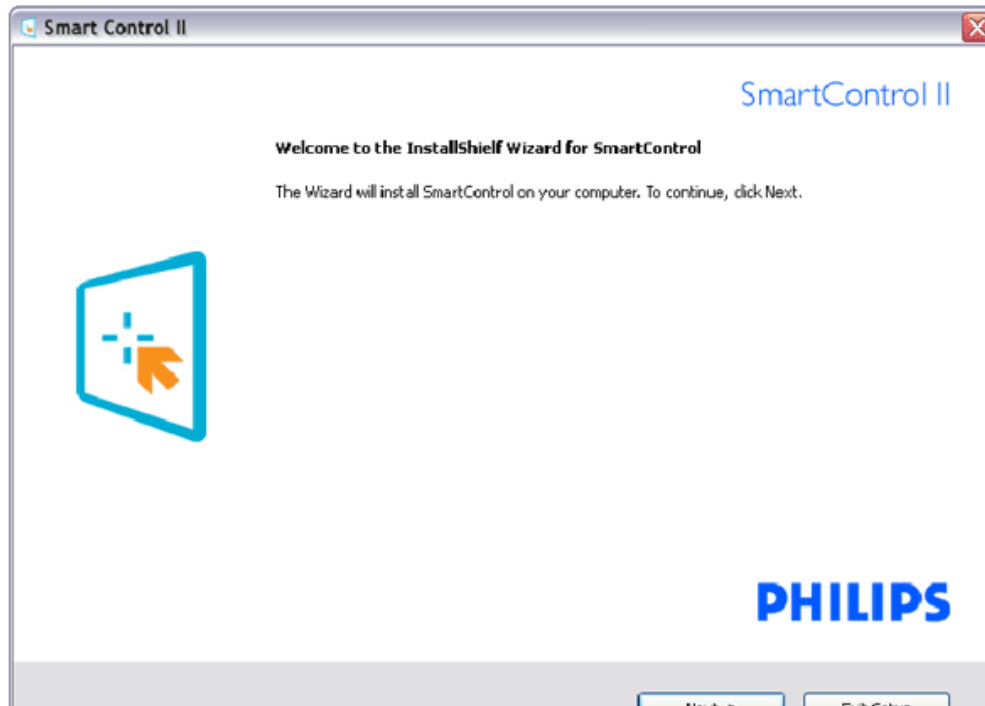 Smart Control II
SmartControl II
Welcome to the InstallShielf Wizard for SmartControl
The Wizard will install SmartControl on your computer. To continue, click Next.
PHILIPS